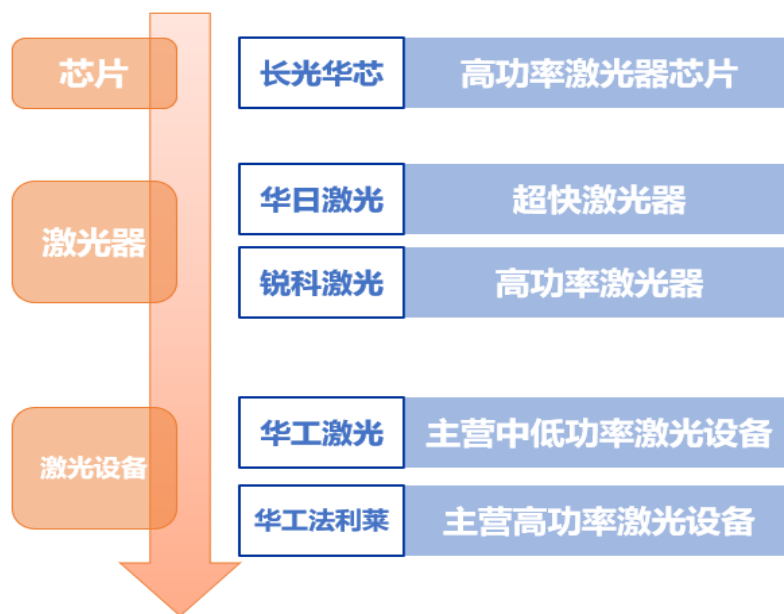 芯片
长光华芯 高功率激光器芯片
激光器
华日激光 超快激光器
锐科激光 高功率激光器
激光设备
华工激光 主营中低功率激光设备
华工法利莱 主营高功率激光设备